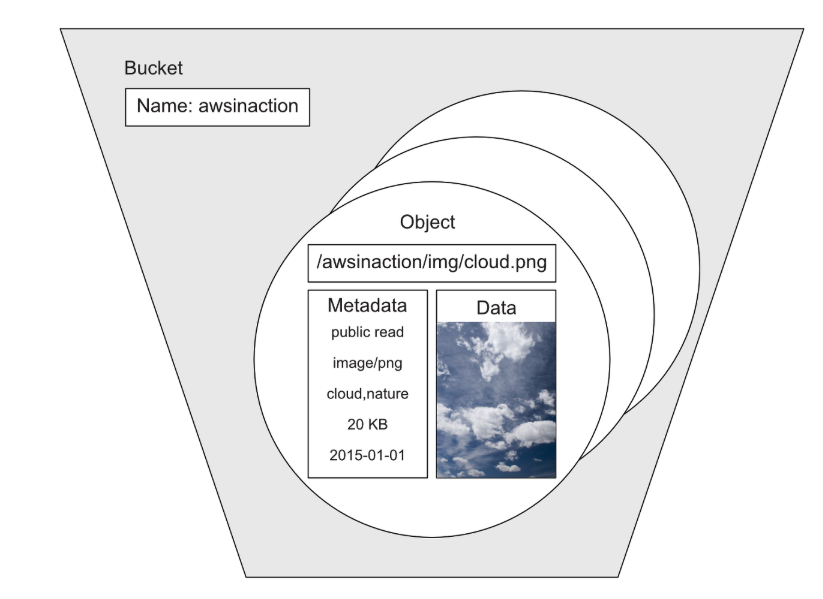 Bucket
Name: awsinaction
Object
/awsinaction/img/cloud.png
Metadata
public read
image/png
cloud,nature
20 KB
2015-01-01
Data